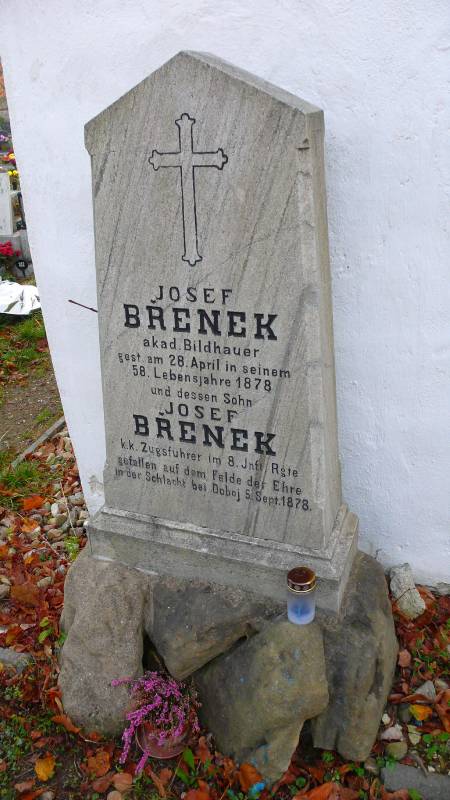 JOSEF
BŘENEK
akad. Bildhauer
gest. am 28. April in seinem
58. Lebensjahre 1878
und dessen Sohn
JOSEF
BŘENEK
k.k. Zugsführer im 8. Jnft. Rgte
gefallen auf dem Felde der Ehre
in der Schlacht bei Doboj 5. Sept. 1878.